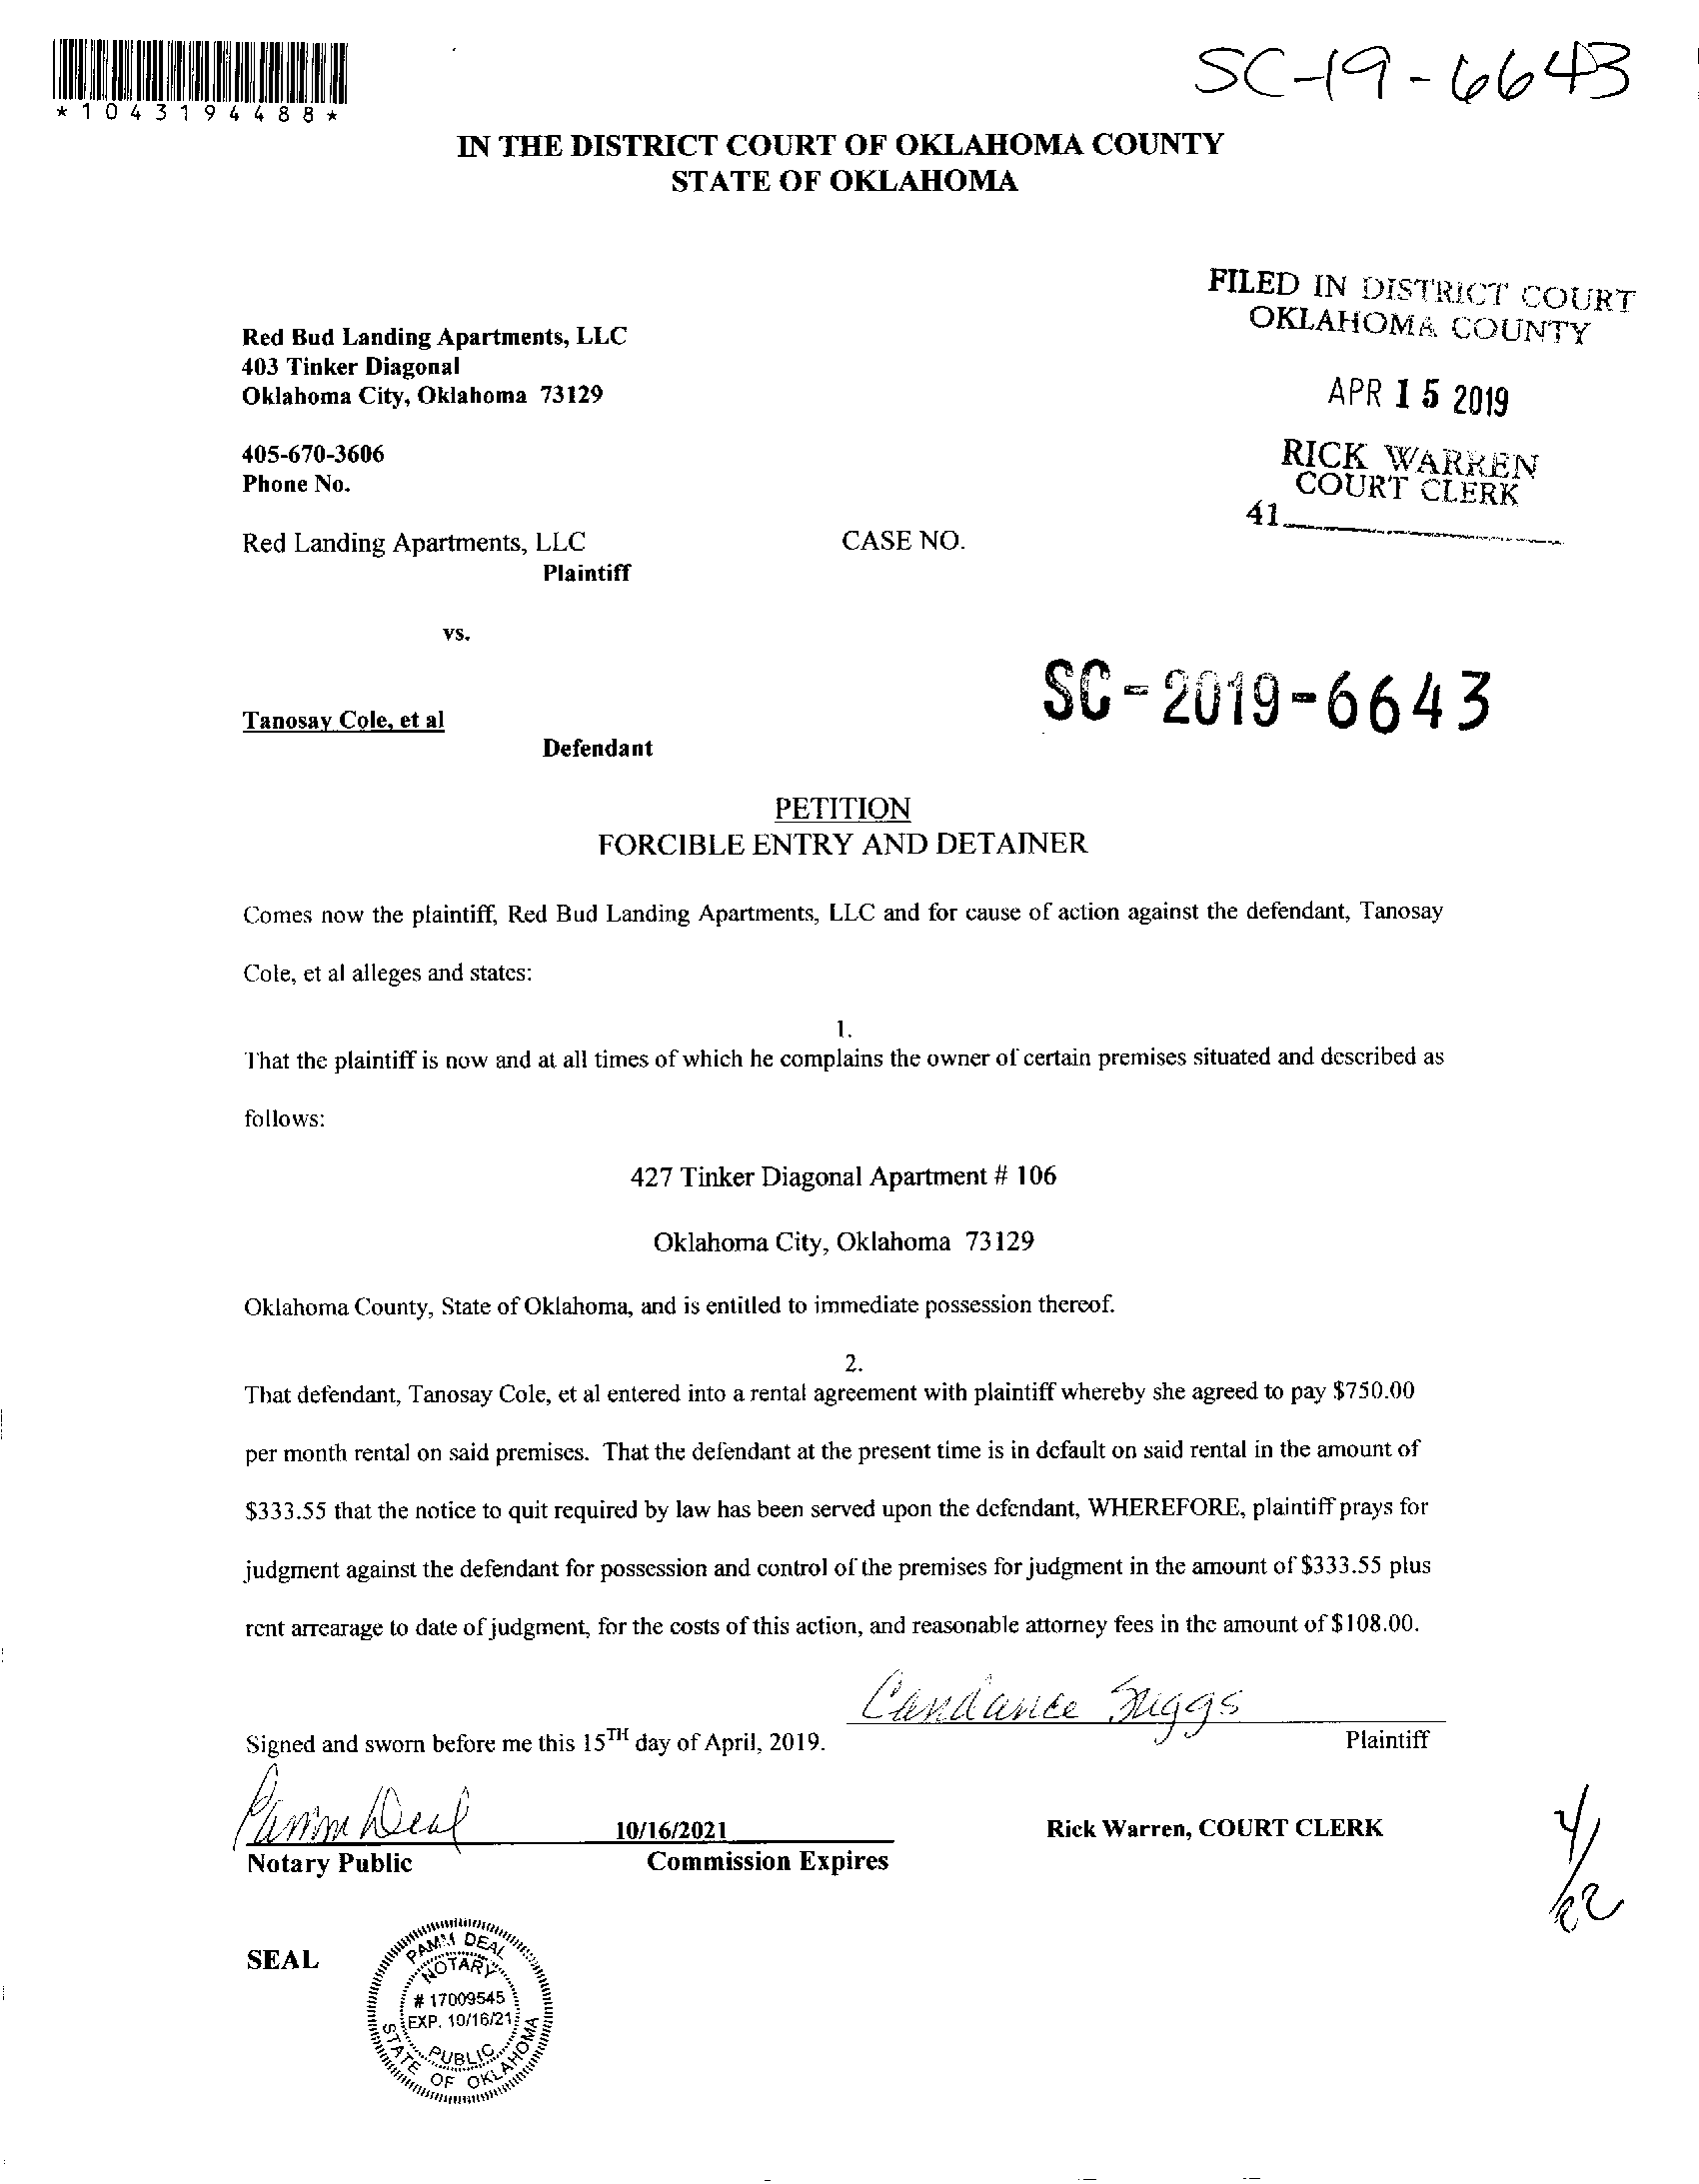 SC-19-6643
*1043194488*
IN THE DISTRICT COURT OF OKLAHOMA COUNTY
STATE OF OKLAHOMA
FILED IN DISTRICT COURT
OKLAHOMA COUNTY
APR 15 2019
RICK WARREN
COURT CLERK
41
Red Bud Landing Apartments, LLC
403 Tinker Diagonal
Oklahoma City, Oklahoma 73129
405-670-3606
Phone No.
Red Landing Apartments, LLC CASE NO.
Plaintiff
vs.
SC-2019-6643
Tanosay Cole, et al
Defendant
PETITION
FORCIBLE ENTRY AND DETAINER
Comes now the plaintiff, Red Bud Landing Apartments, LLC and for cause of action against the defendant, Tanosay
Cole, et al alleges and states:
1.
That the plaintiff is now and at all times of which he complains the owner of certain premises situated and described as
follows:
427 Tinker Diagonal Apartment # 106
Oklahoma City, Oklahoma 73129
Oklahoma County, State of Oklahoma, and is entitled to immediate possession thereof.
2.
That defendant, Tanosay Cole, et al entered into a rental agreement with plaintiff whereby she agreed to pay $750.00
per month rental on said premises. That the defendant at the present time is in default on said rental in the amount of
$333.55 that the notice to quit required by law has been served upon the defendant, WHEREFORE, plaintiff prays for
judgment against the defendant for possession and control of the premises for judgment in the amount of $333.55 plus
rent arrearage to date of judgment, for the costs of this action, and reasonable attorney fees in the amount of $108.00.
Candance Suggs
Signed and sworn before me this 15TH day of April, 2019. Plaintiff
Pamm Deal 10/16/2021 Rick Warren, COURT CLERK
Notary Public Commission Expires
4/22
SEAL
PAMM DEAL
NOTARY
# 17009545
EXP. 10/16/21
PUBLIC
STATE OF OKLAHOMA